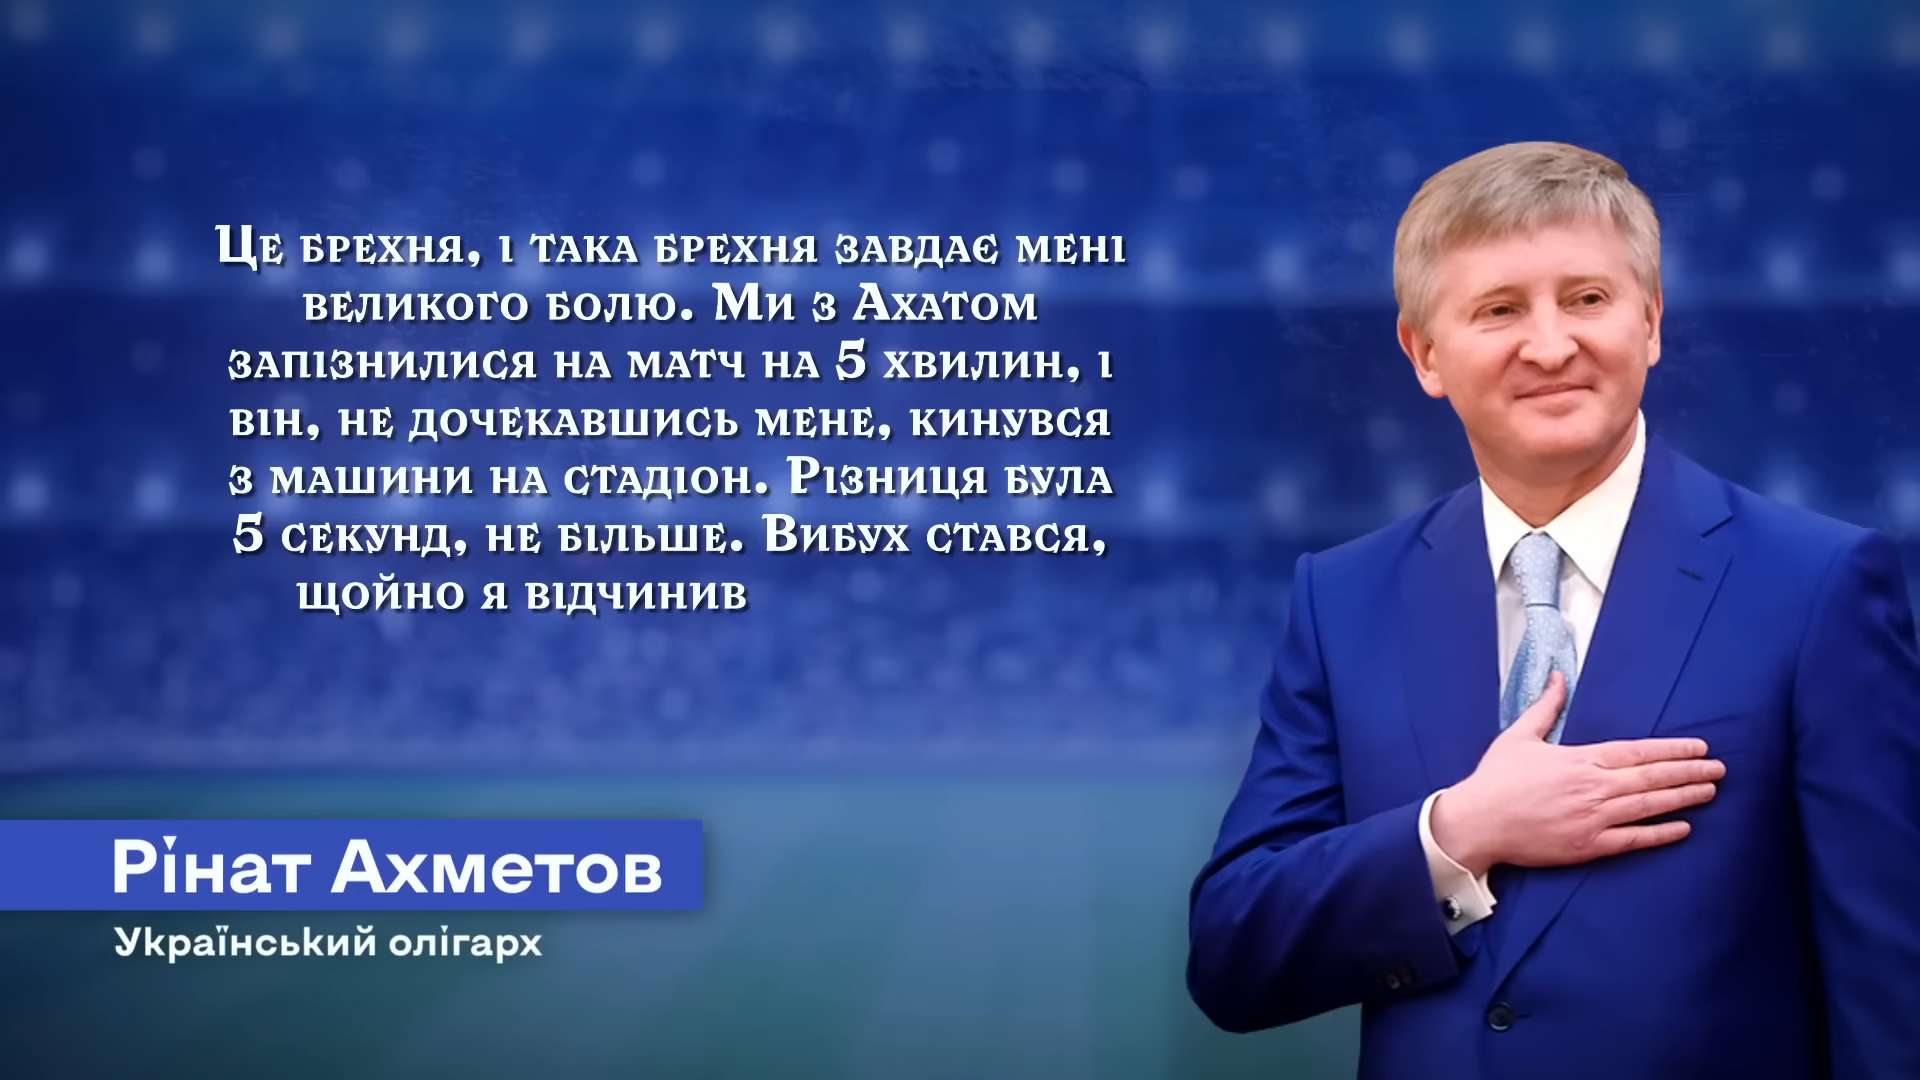 Це брехня, і така брехня завдає мені
великого болю. Ми з Ахатом
запізнилися на матч на 5 хвилин, і
він, не дочекавшись мене, кинувся
з машини на стадіон. Різниця була
5 секунд, не більше. Вибух стався,
щойно я відчинив
Рінат Ахметов
Український олігарх